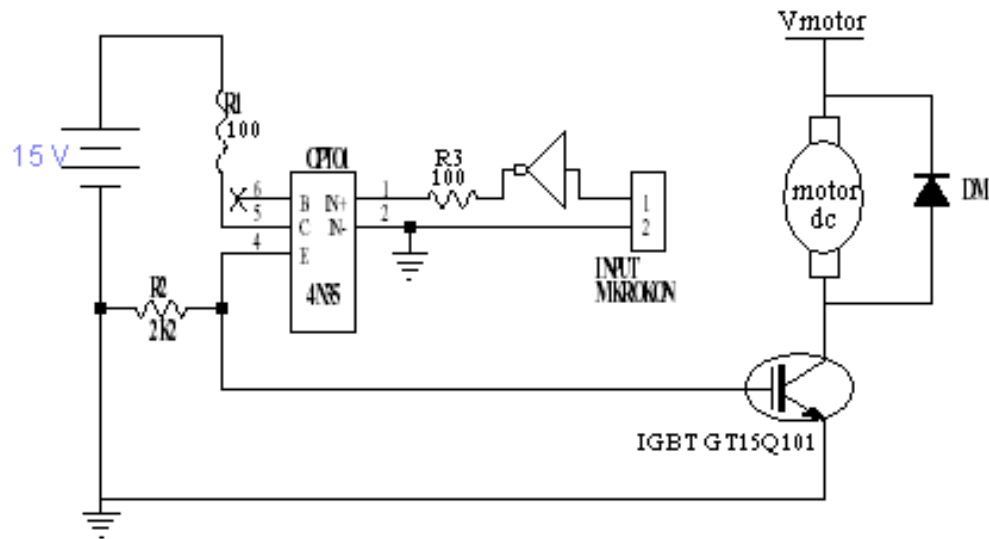 Vmotor
15 V
R1
100
OPTO1
6
5
4
B
C
E
IN+
IN-
4N35
1
2
R3
100
1
2
INPUT
MIKROKON
motor
dc
DM
R2
2k2
IGBT GT15Q101